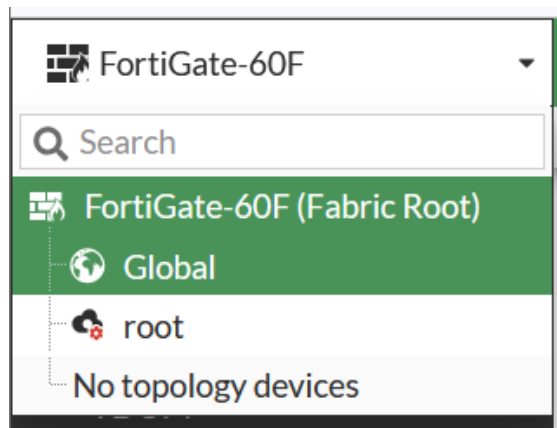 FortiGate-60F
Search
FortiGate-60F (Fabric Root)
Global
root
No topology devices